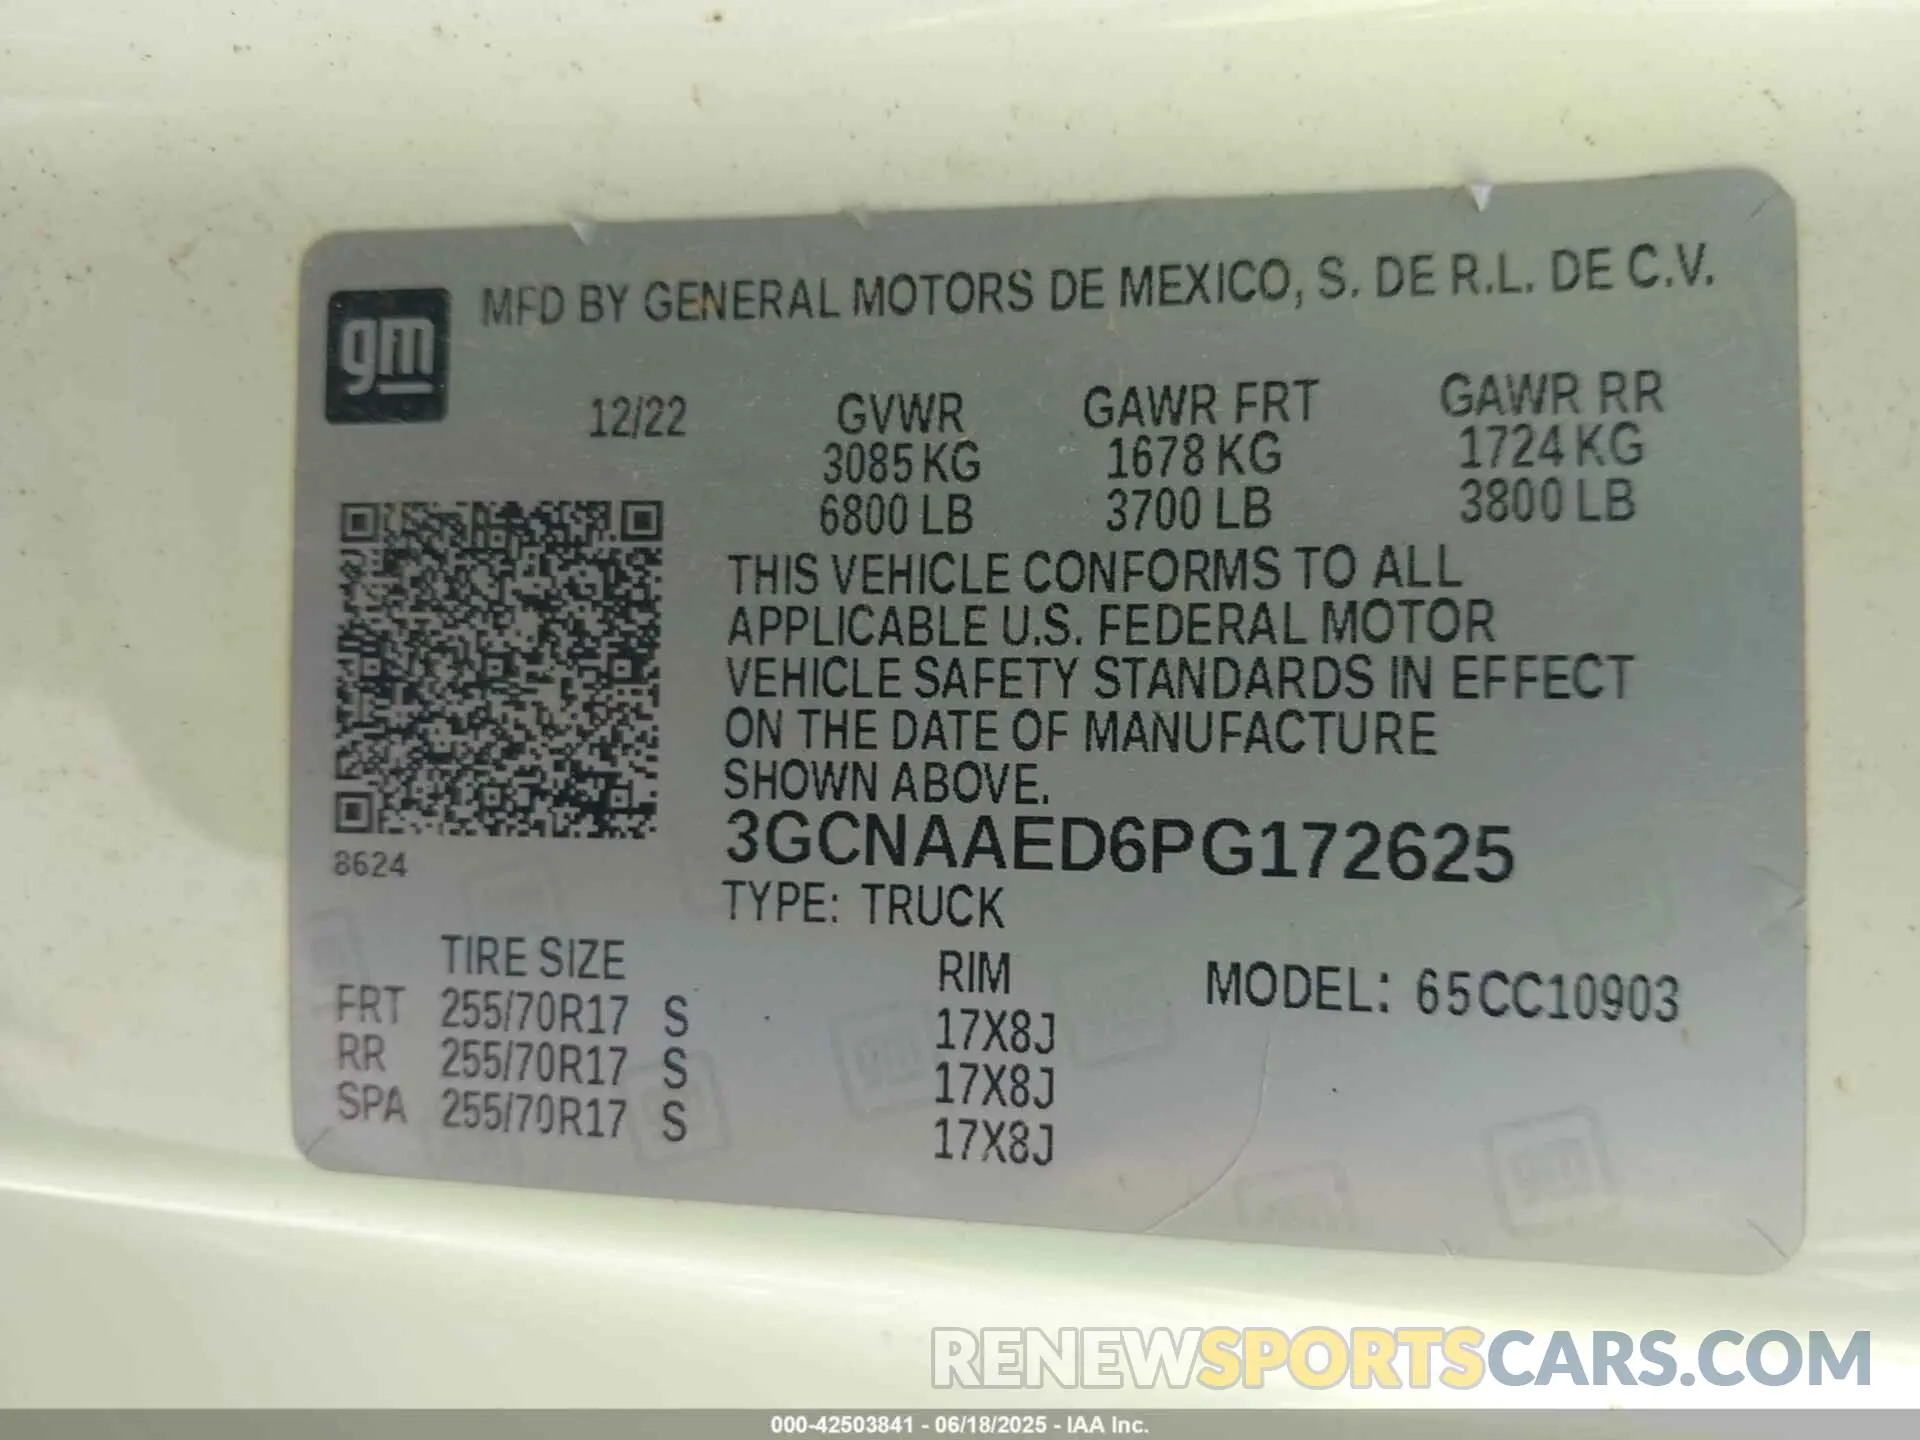 gm
MFD BY GENERAL MOTORS DE MEXICO, S. DE R.L. DE C.V.
12/22 GVWR GAWR FRT GAWR RR
3085 KG 1678 KG 1724 KG
6800 LB 3700 LB 3800 LB
THIS VEHICLE CONFORMS TO ALL
APPLICABLE U.S. FEDERAL MOTOR
VEHICLE SAFETY STANDARDS IN EFFECT
ON THE DATE OF MANUFACTURE
SHOWN ABOVE.
3GCNAAED6PG172625
8624
TYPE: TRUCK
TIRE SIZE RIM MODEL: 65CC10903
FRT 255/70R17 S 17X8J
RR 255/70R17 S 17X8J
SPA 255/70R17 S 17X8J
RENEWSPORTSCARS.COM
000-42503841 - 06/18/2025 - IAA Inc.